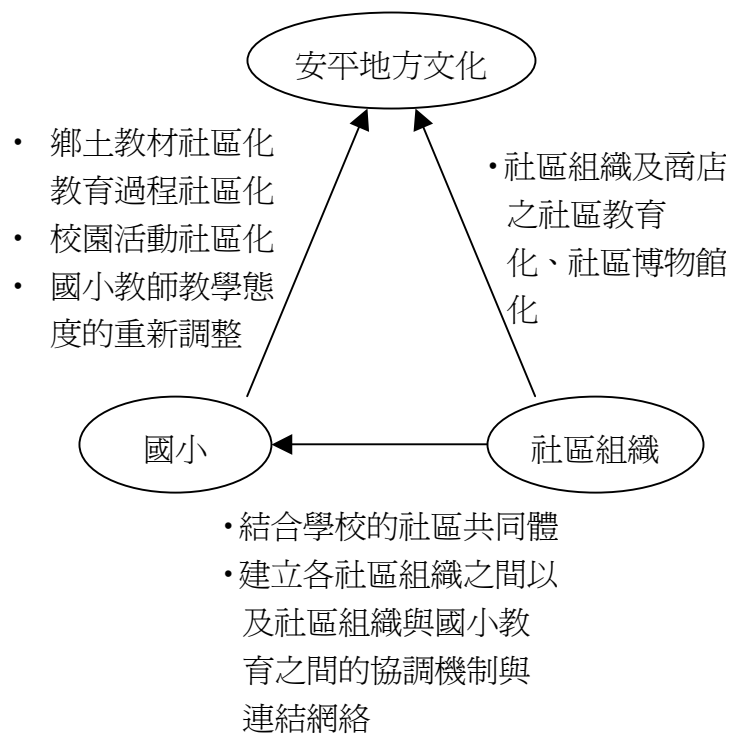 安平地方文化
• 鄉土教材社區化
教育過程社區化
• 校園活動社區化
• 國小教師教學態
度的重新調整
•社區組織及商店
之社區教育
化、社區博物館
化
國小
社區組織
•結合學校的社區共同體
•建立各社區組織之間以
及社區組織與國小教
育之間的協調機制與
連結網絡